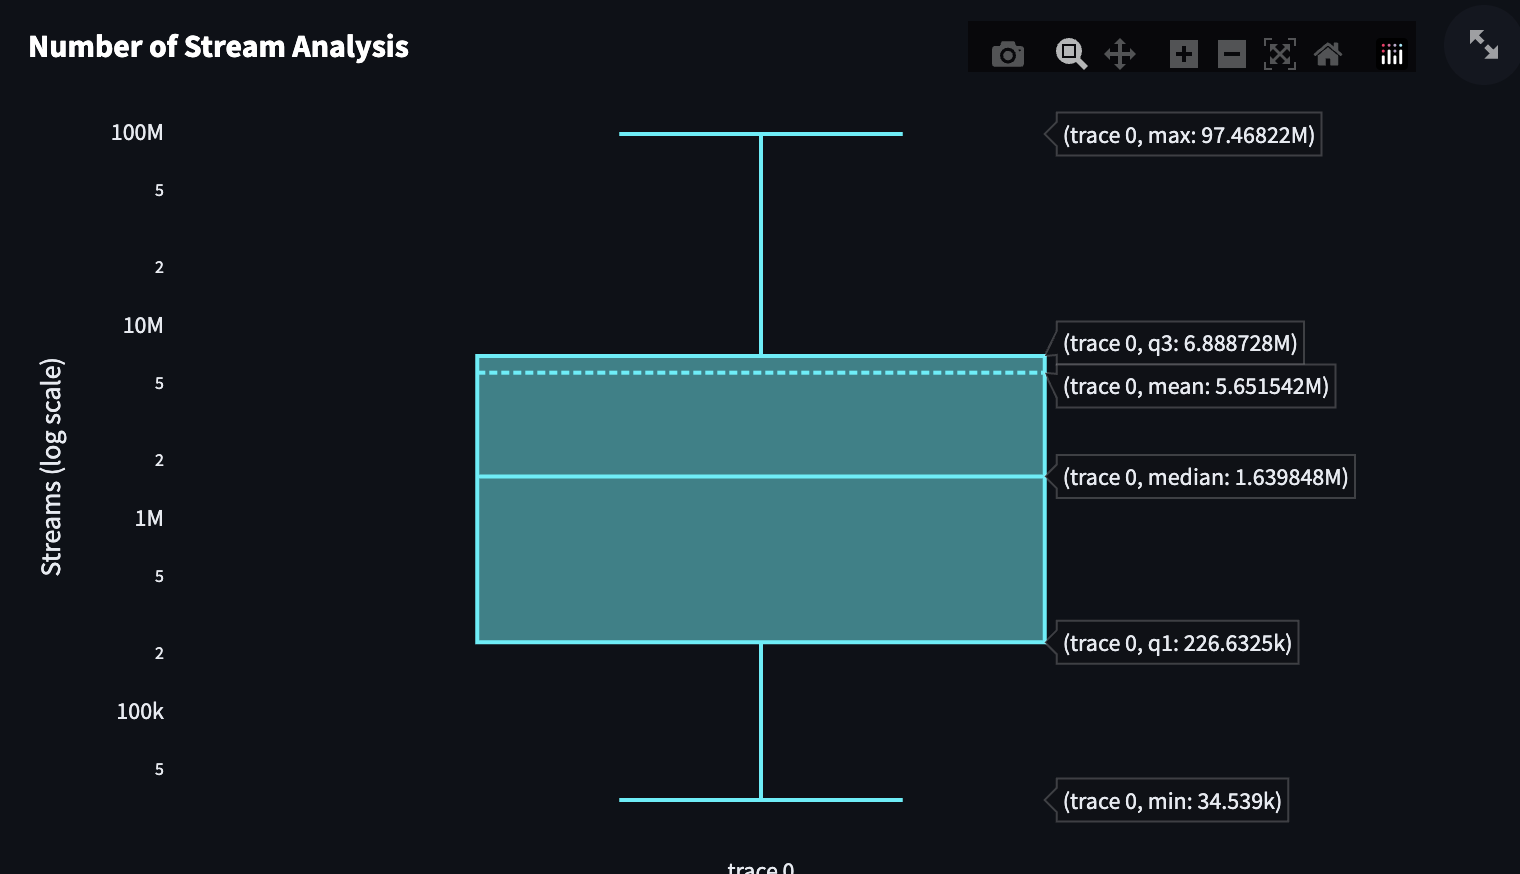 Number of Stream Analysis
100M
(trace 0, max: 97.46822M)
5
2
10M
(trace 0, q3: 6.888728M)
5
(trace 0, mean: 5.651542M)
2
(trace 0, median: 1.639848M)
1M
5
2
(trace 0, q1: 226.6325k)
100k
5
(trace 0, min: 34.539k)
Streams (log scale)
trace 0